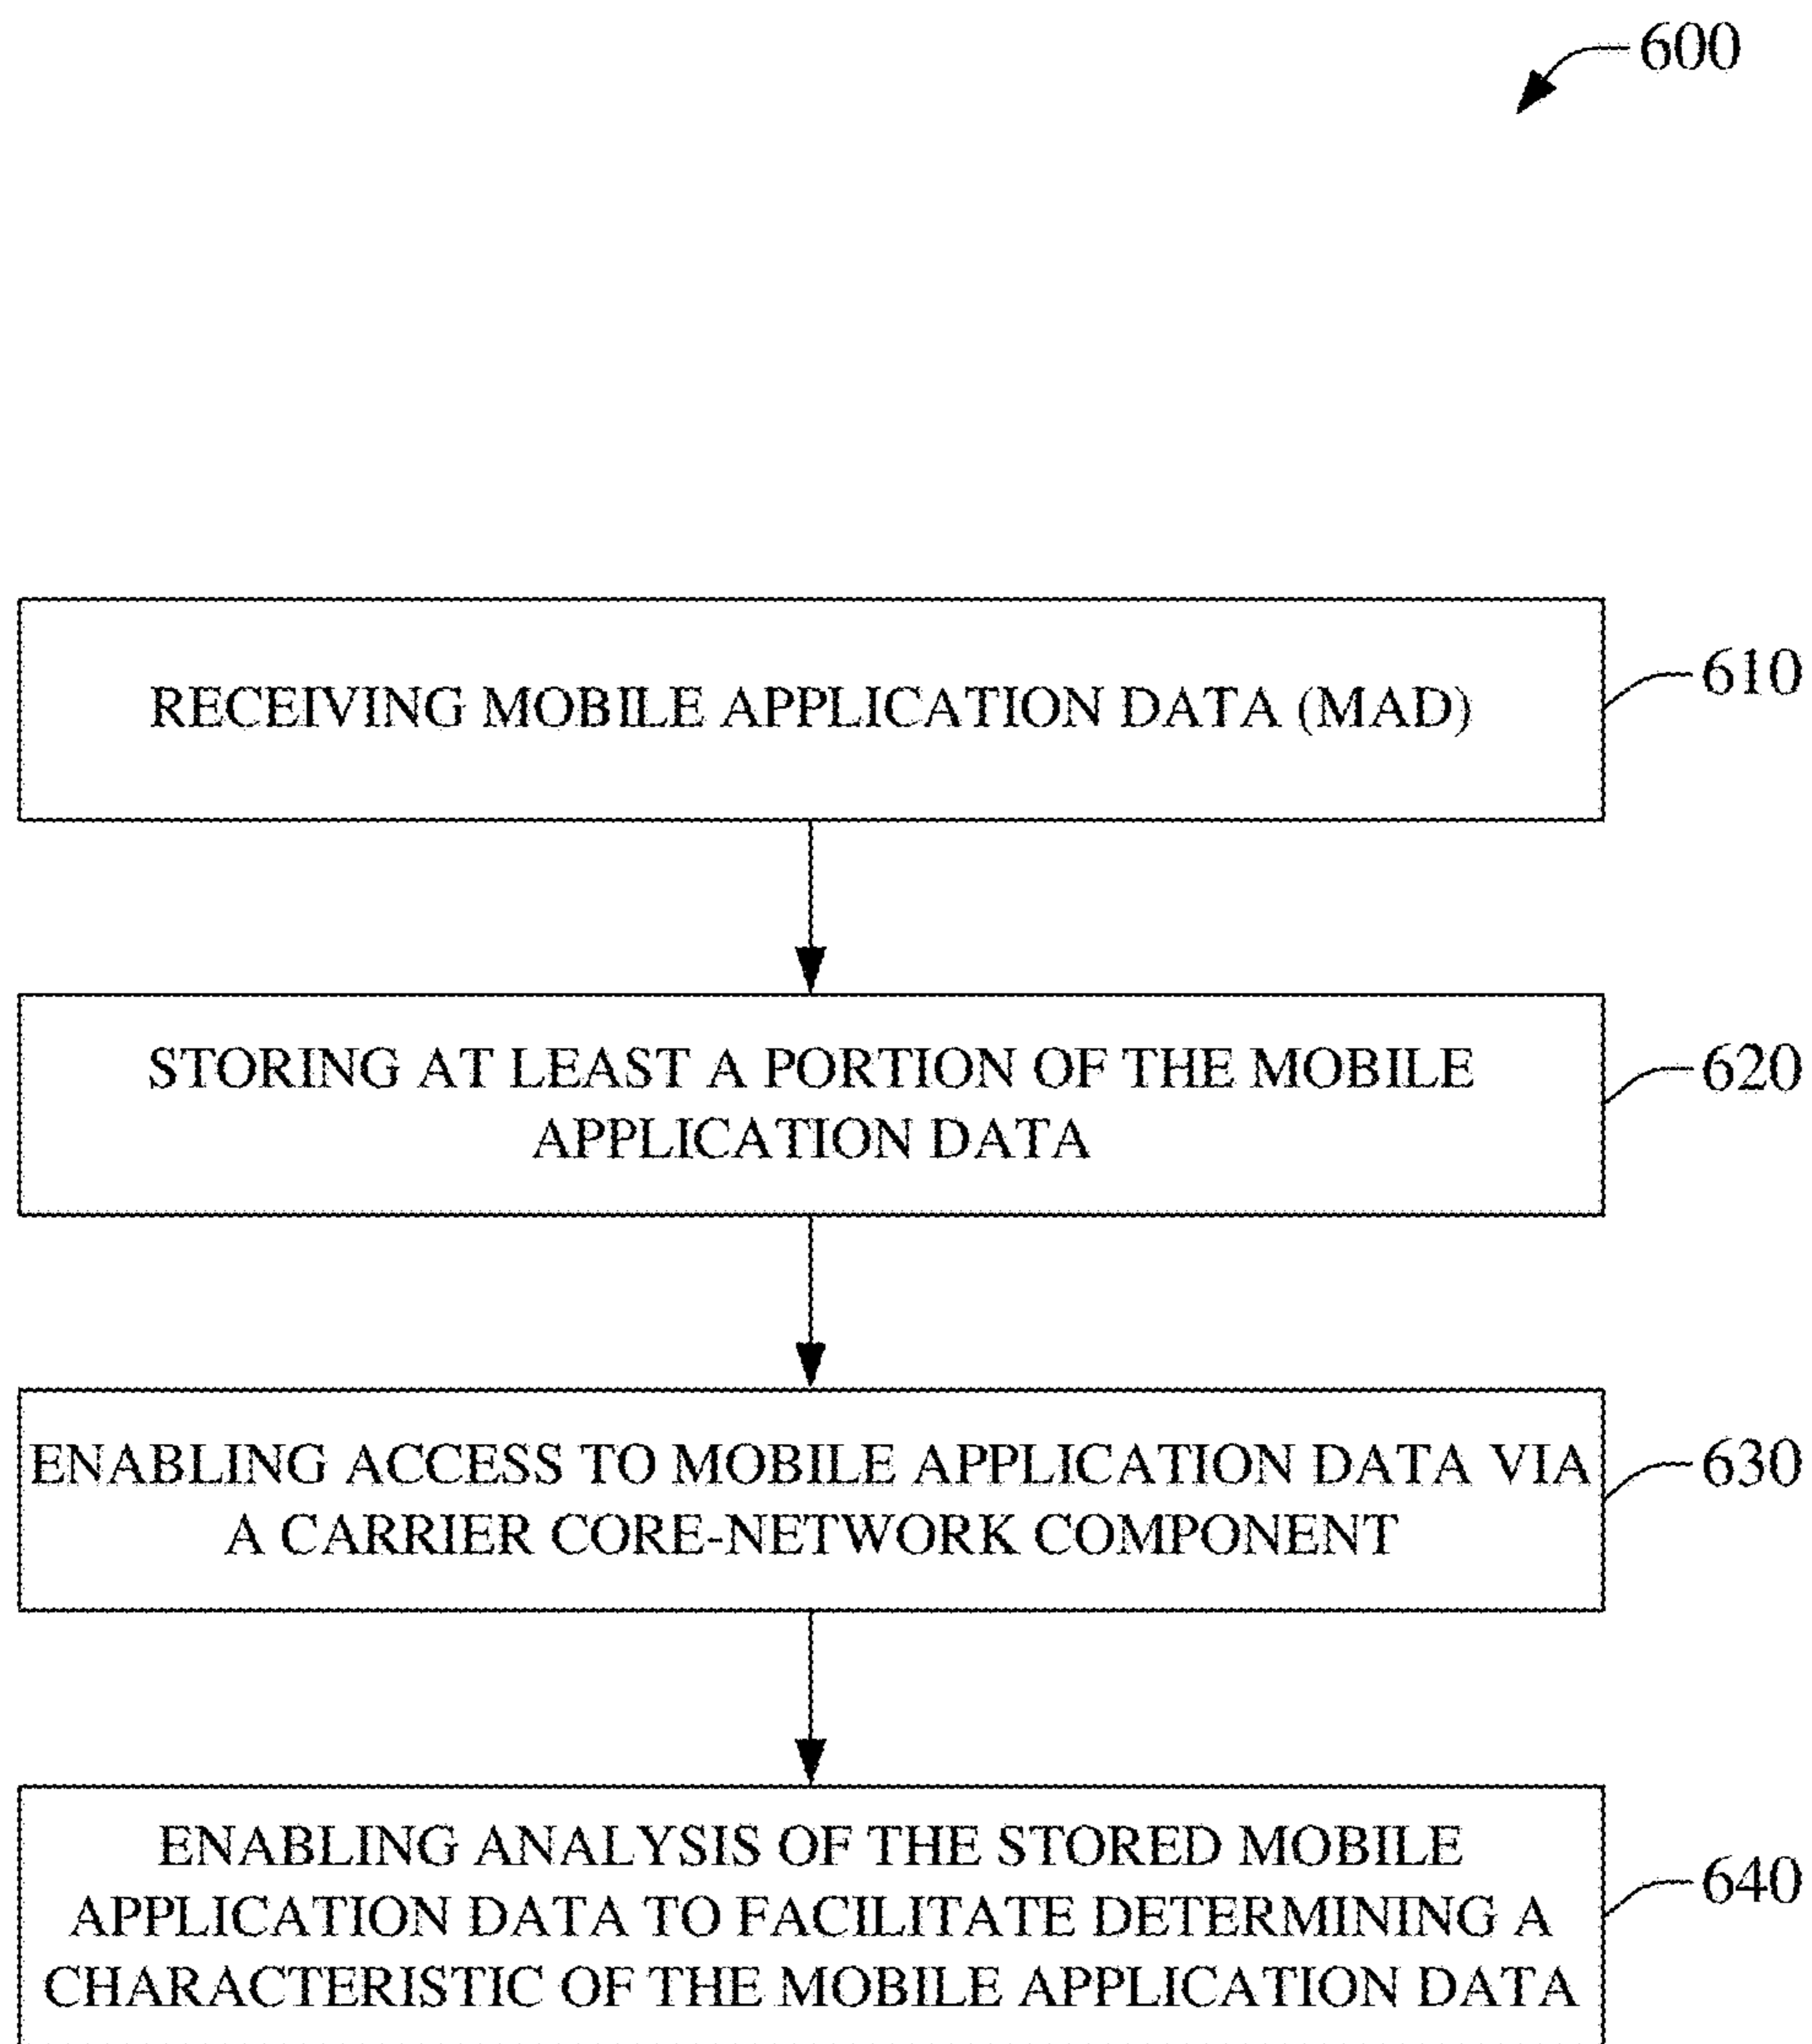 600
RECEIVING MOBILE APPLICATION DATA (MAD)
610
STORING AT LEAST A PORTION OF THE MOBILE
APPLICATION DATA
620
ENABLING ACCESS TO MOBILE APPLICATION DATA VIA
A CARRIER CORE-NETWORK COMPONENT
630
ENABLING ANALYSIS OF THE STORED MOBILE
APPLICATION DATA TO FACILITATE DETERMINING A
CHARACTERISTIC OF THE MOBILE APPLICATION DATA
640